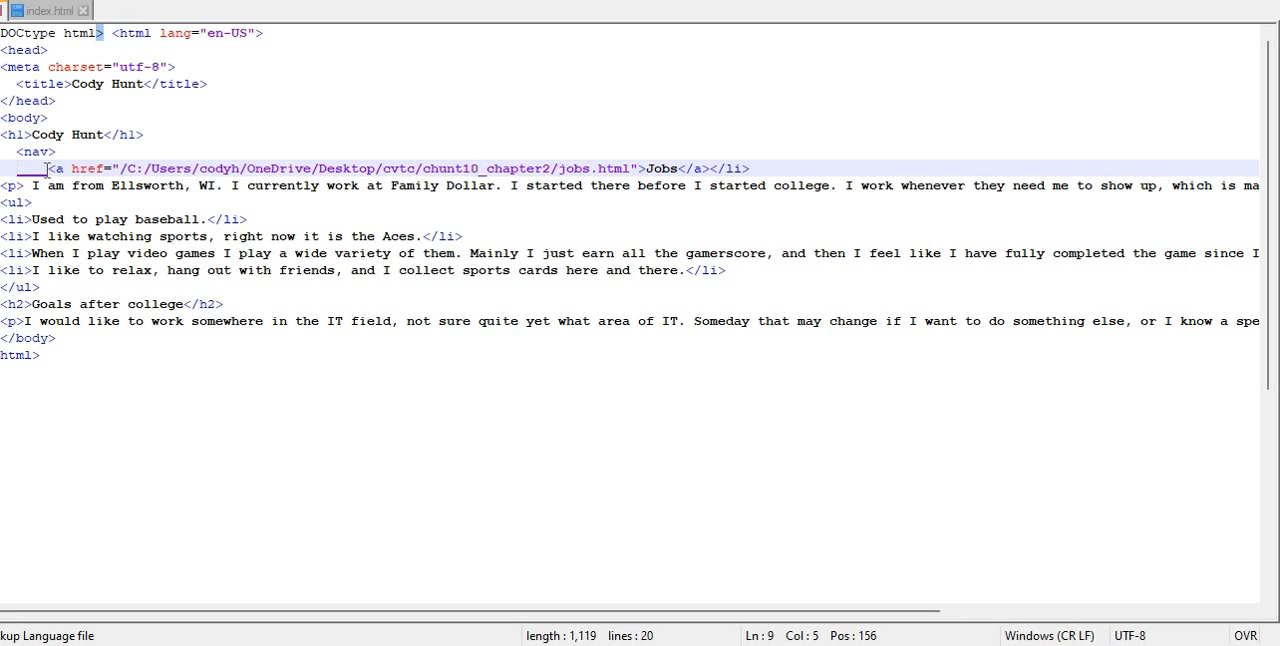 index.html
DOCtype html> <html lang="en-US">
<head>
<meta charset="utf-8">
<title>Cody Hunt</title>
</head>
<body>
<h1>Cody Hunt</h1>
<nav>
<a href="/C:/Users/codyh/OneDrive/Desktop/cvtc/chunt10_chapter2/jobs.html">Jobs</a></li>
<p> I am from Ellsworth, WI. I currently work at Family Dollar. I started there before I started college. I work whenever they need me to show up, which is ma
<ul>
<li>Used to play baseball.</li>
<li>I like watching sports, right now it is the Aces.</li>
<li>When I play video games I play a wide variety of them. Mainly I just earn all the gamerscore, and then I feel like I have fully completed the game since I
<li>I like to relax, hang out with friends, and I collect sports cards here and there.</li>
</ul>
<h2>Goals after college</h2>
<p>I would like to work somewhere in the IT field, not sure quite yet what area of IT. Someday that may change if I want to do something else, or I know a spe
</body>
html>
kup Language file length : 1,119 lines : 20 Ln : 9 Col : 5 Pos : 156 Windows (CR LF) UTF-8 OVR